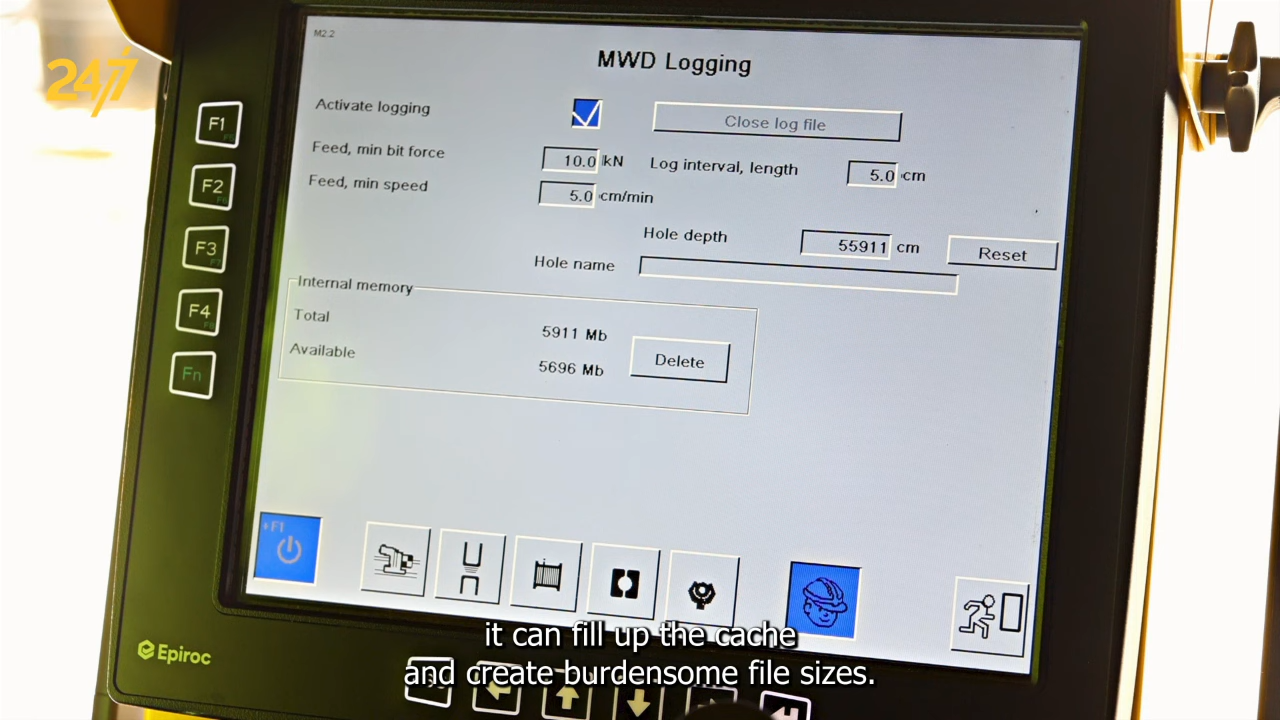 24/7
M2.2
MWD Logging
Activate logging
Close log file
Feed, min bit force 10.0 kN
Log interval, length 5.0 cm
Feed, min speed 5.0 cm/min
Hole depth 55911 cm
Reset
Hole name
Internal memory
Total 5911 Mb
Available 5696 Mb
Delete
F1
F2
F3
F4
Fn
F1
Epiroc
it can fill up the cache
and create burdensome file sizes.